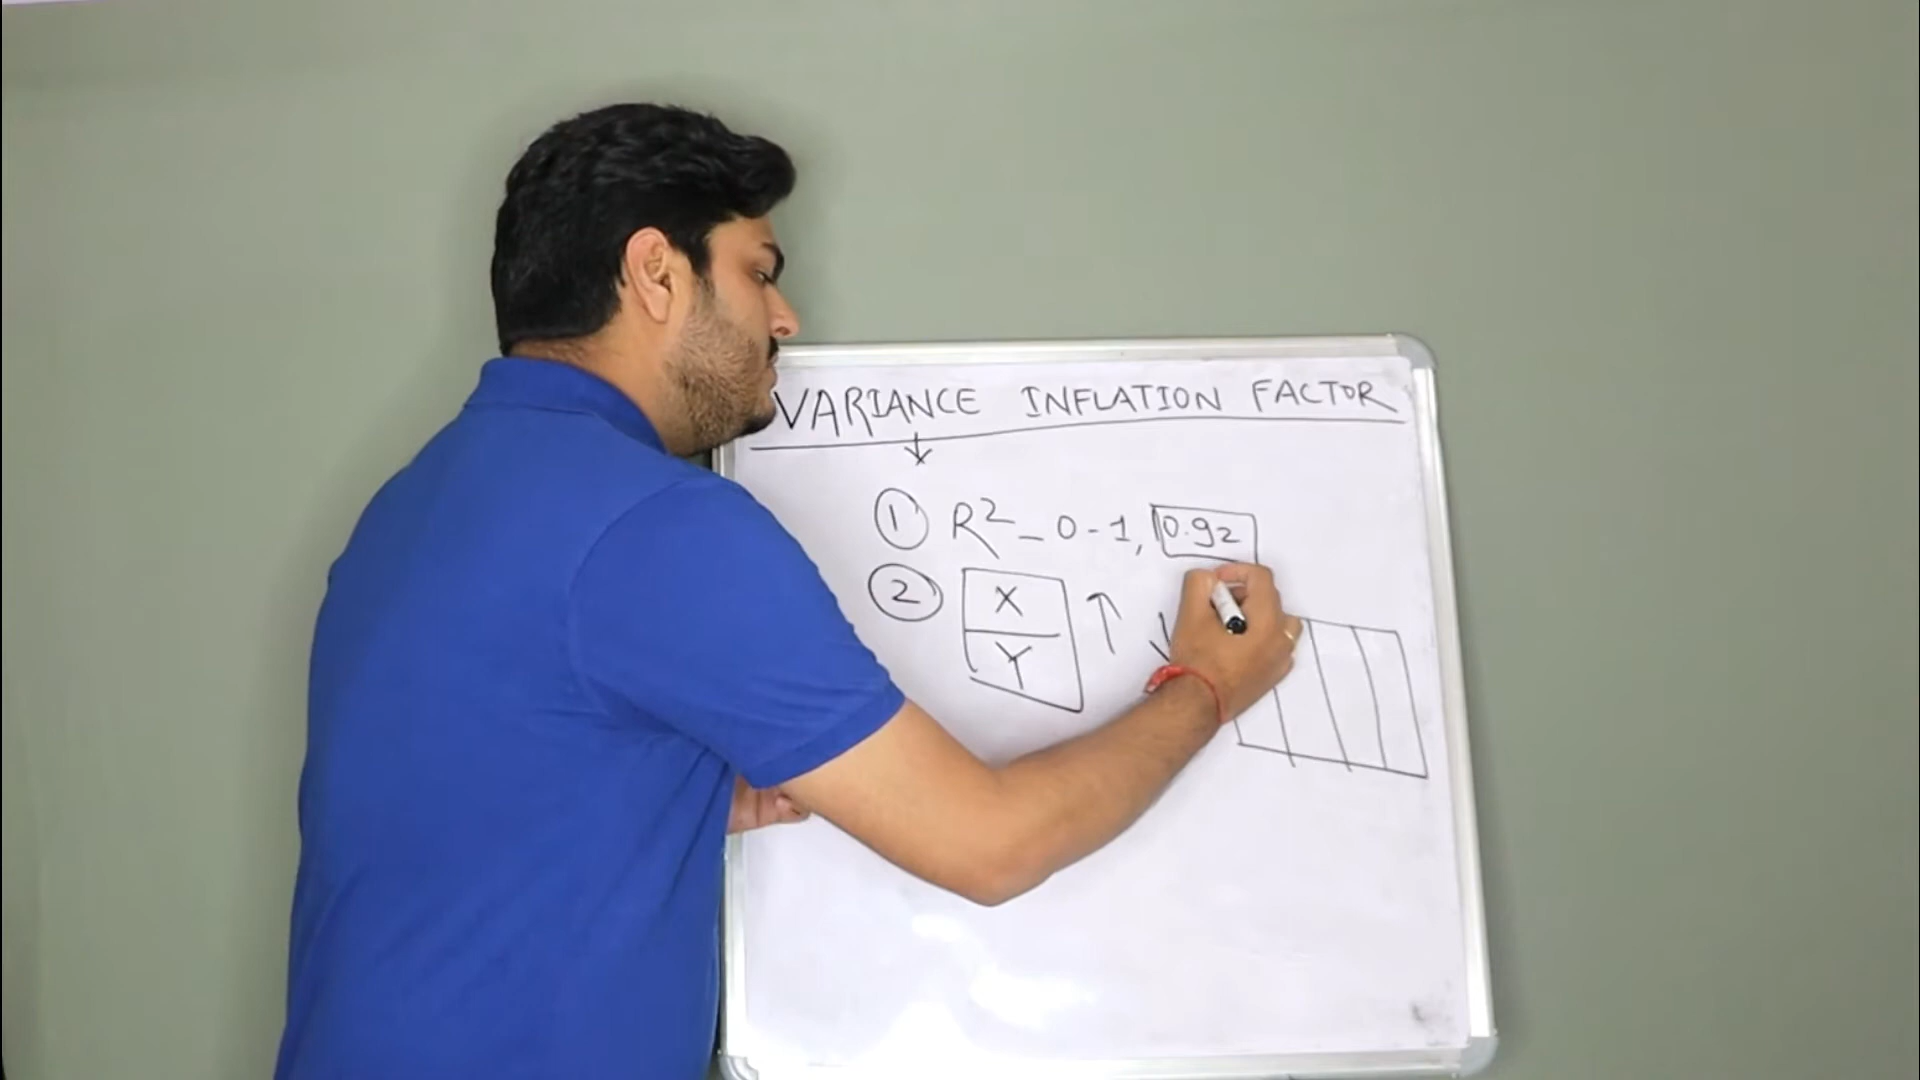 VARIANCE INFLATION FACTOR
↓
① R² - 0-1, 0.92
② X ↑ ↓
Y